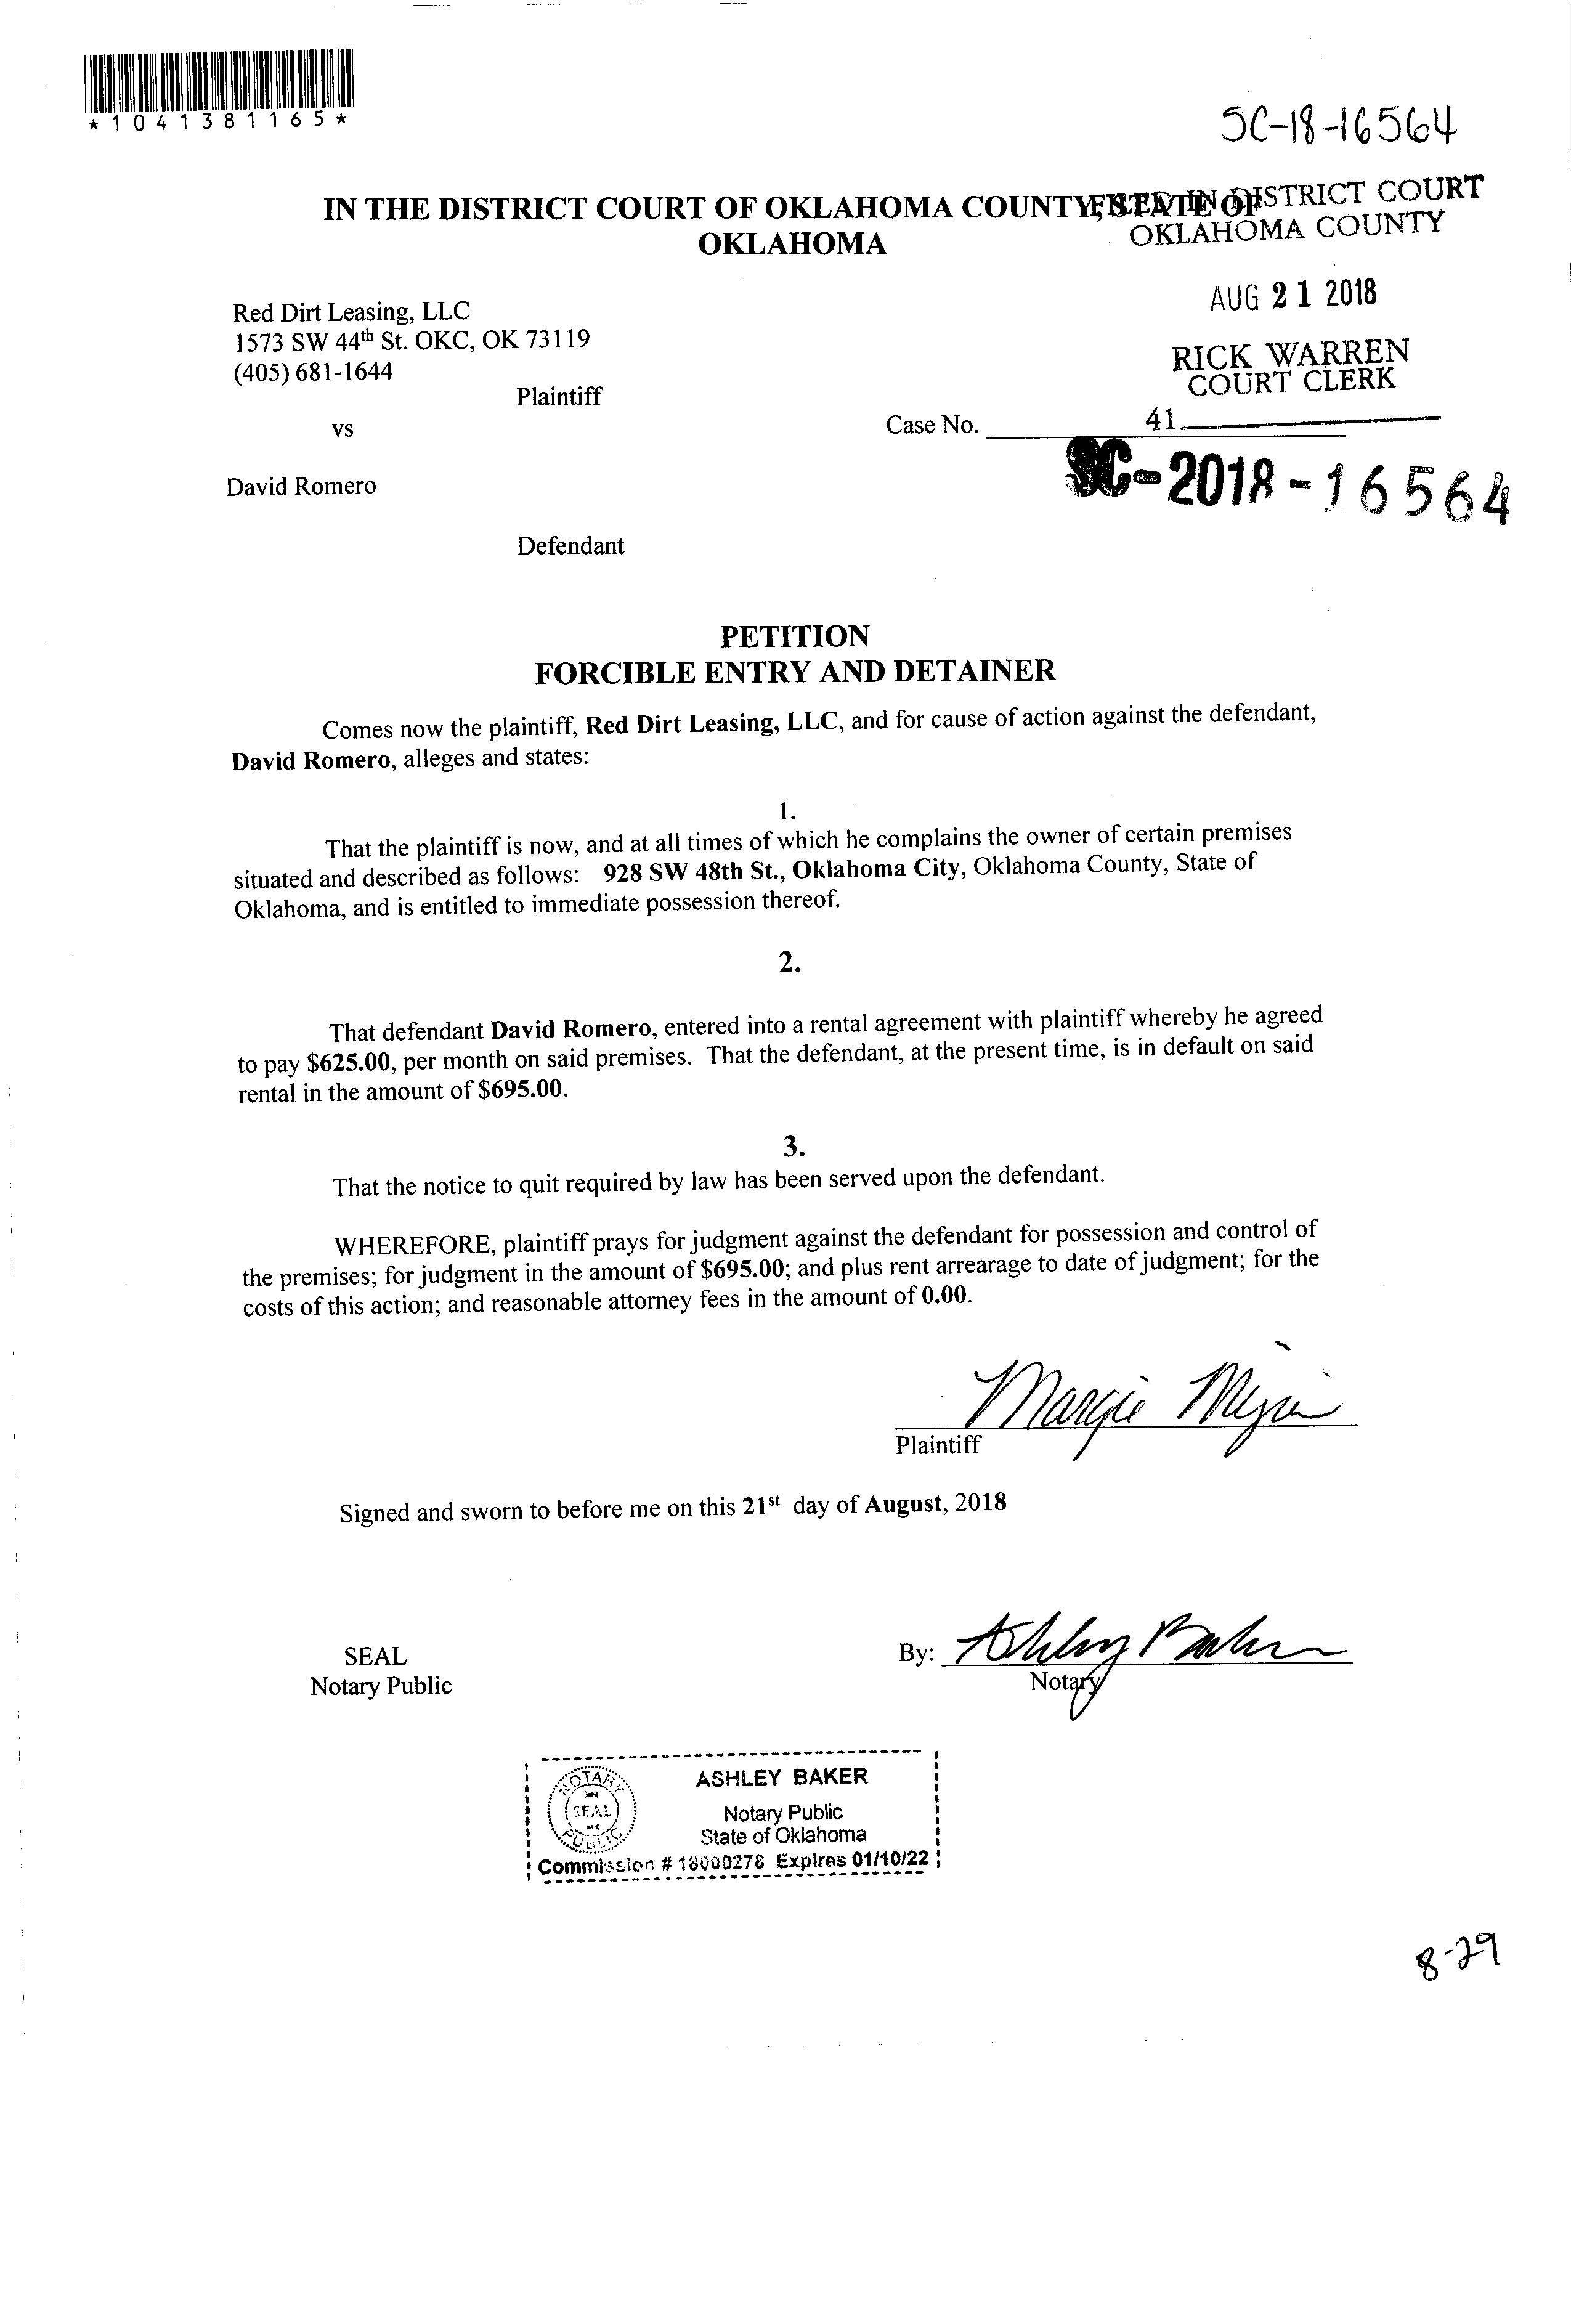 *1041381165*
SC-18-16564
IN THE DISTRICT COURT OF OKLAHOMA COUNTY, STATE OF
OKLAHOMA
FILED IN DISTRICT COURT
OKLAHOMA COUNTY
AUG 21 2018
RICK WARREN
COURT CLERK
41
Red Dirt Leasing, LLC
1573 SW 44th St. OKC, OK 73119
(405) 681-1644
Plaintiff
vs
Case No.
SC-2018-16564
David Romero
Defendant
PETITION
FORCIBLE ENTRY AND DETAINER
Comes now the plaintiff, Red Dirt Leasing, LLC, and for cause of action against the defendant,
David Romero, alleges and states:
1.
That the plaintiff is now, and at all times of which he complains the owner of certain premises
situated and described as follows: 928 SW 48th St., Oklahoma City, Oklahoma County, State of
Oklahoma, and is entitled to immediate possession thereof.
2.
That defendant David Romero, entered into a rental agreement with plaintiff whereby he agreed
to pay $625.00, per month on said premises. That the defendant, at the present time, is in default on said
rental in the amount of $695.00.
3.
That the notice to quit required by law has been served upon the defendant.
WHEREFORE, plaintiff prays for judgment against the defendant for possession and control of
the premises; for judgment in the amount of $695.00; and plus rent arrearage to date of judgment; for the
costs of this action; and reasonable attorney fees in the amount of 0.00.
Margie
Plaintiff
Signed and sworn to before me on this 21st day of August, 2018
SEAL
Notary Public
By: Ashley Baker
Notary
NOTARY
SEAL
PUBLIC
ASHLEY BAKER
Notary Public
State of Oklahoma
Commission # 18000278 Expires 01/10/22
8-29